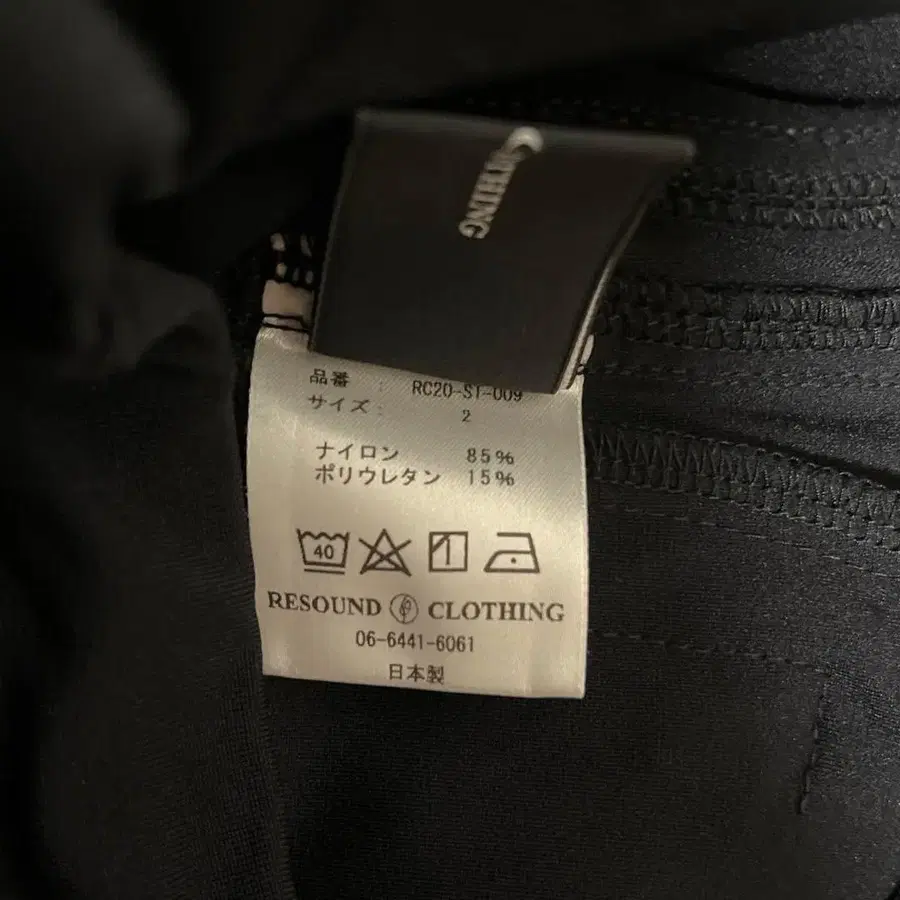 THING
品番 : RC20-ST-009
サイズ : 2
ナイロン 85%
ポリウレタン 15%
40
RESOUND CLOTHING
06-6441-6061
日本製